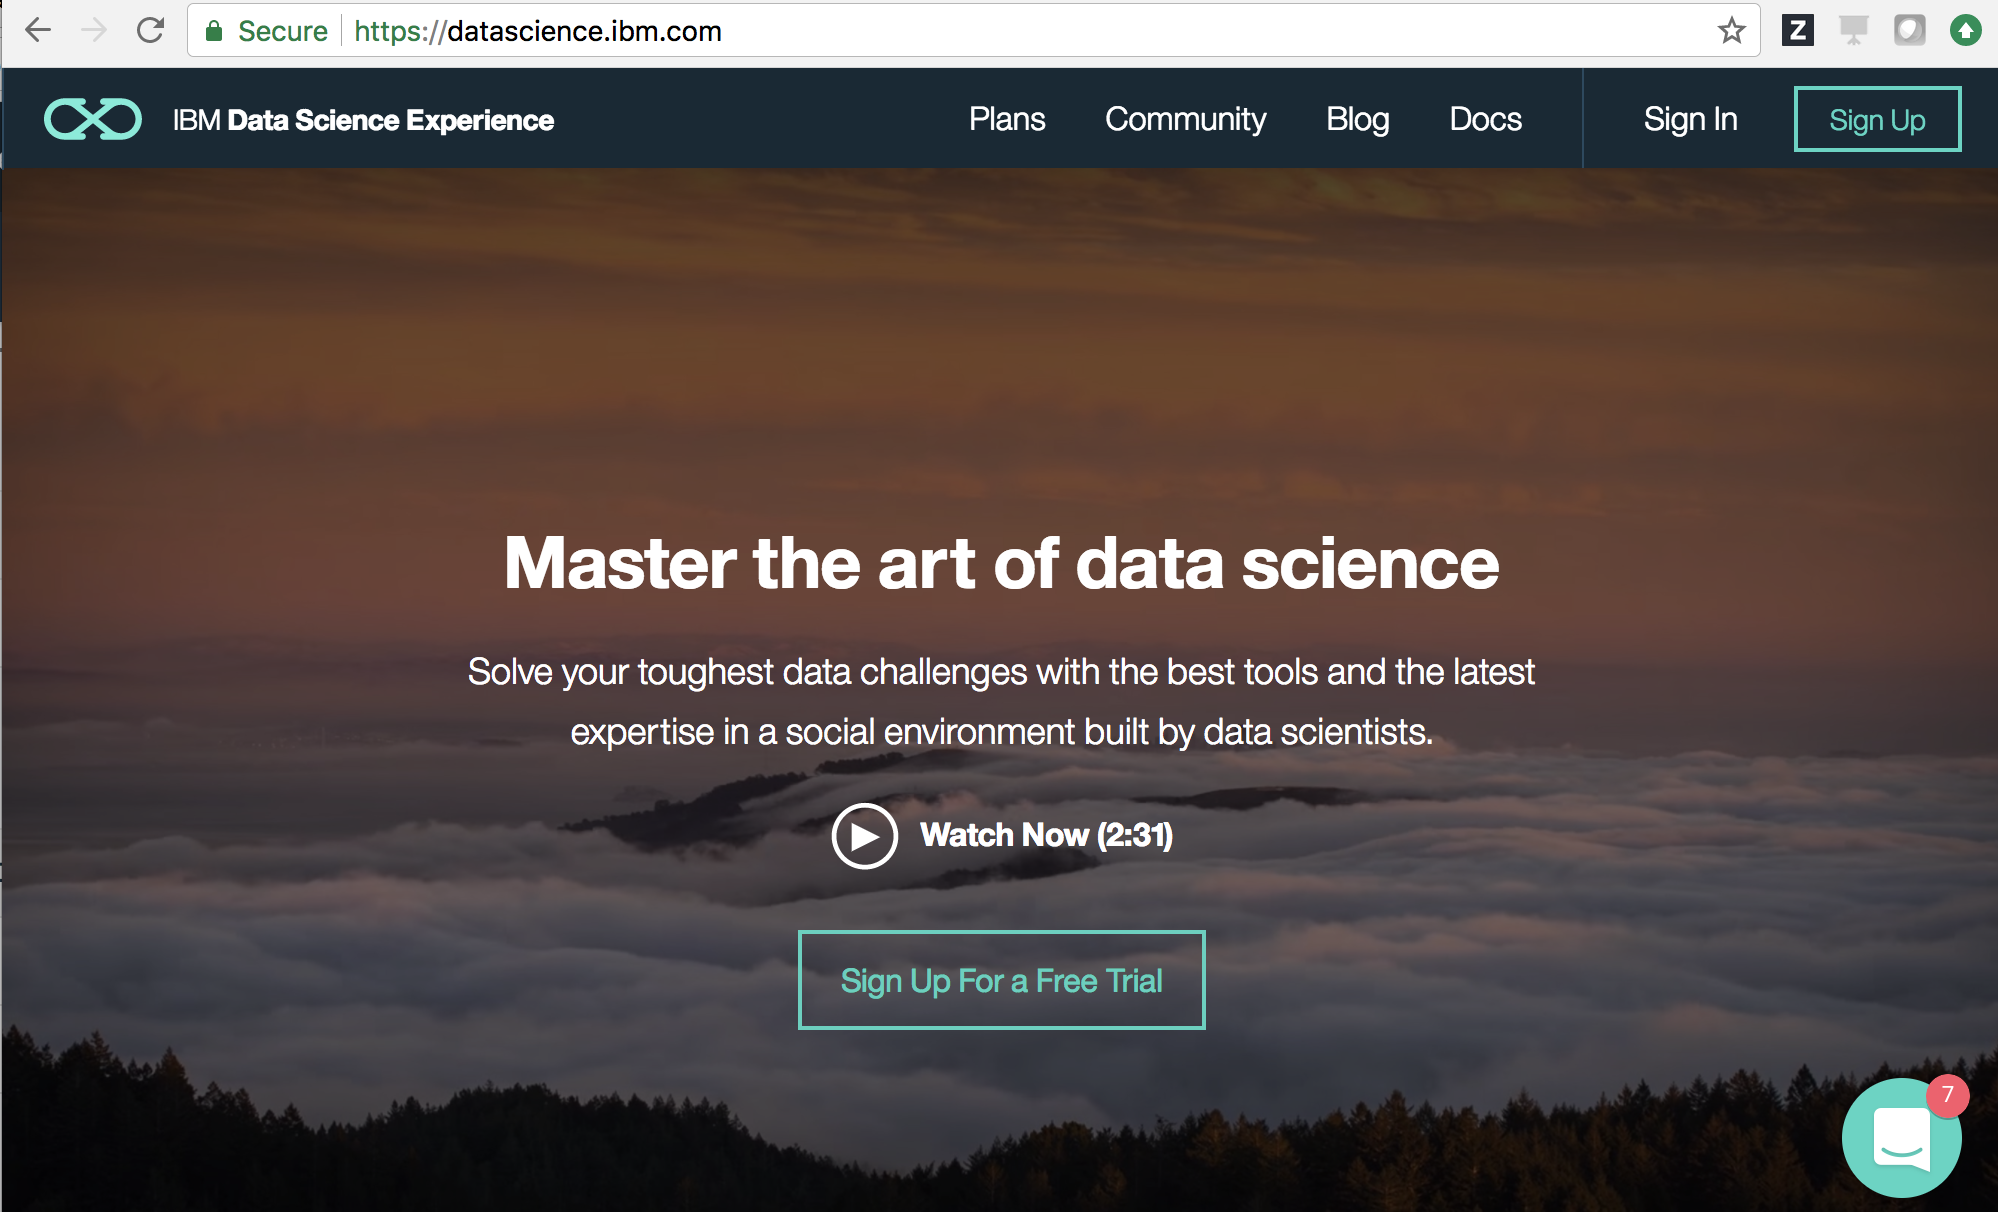 Secure https://datascience.ibm.com
Z
IBM Data Science Experience
Plans Community Blog Docs Sign In Sign Up
Master the art of data science
Solve your toughest data challenges with the best tools and the latest
expertise in a social environment built by data scientists.
Watch Now (2:31)
Sign Up For a Free Trial
7